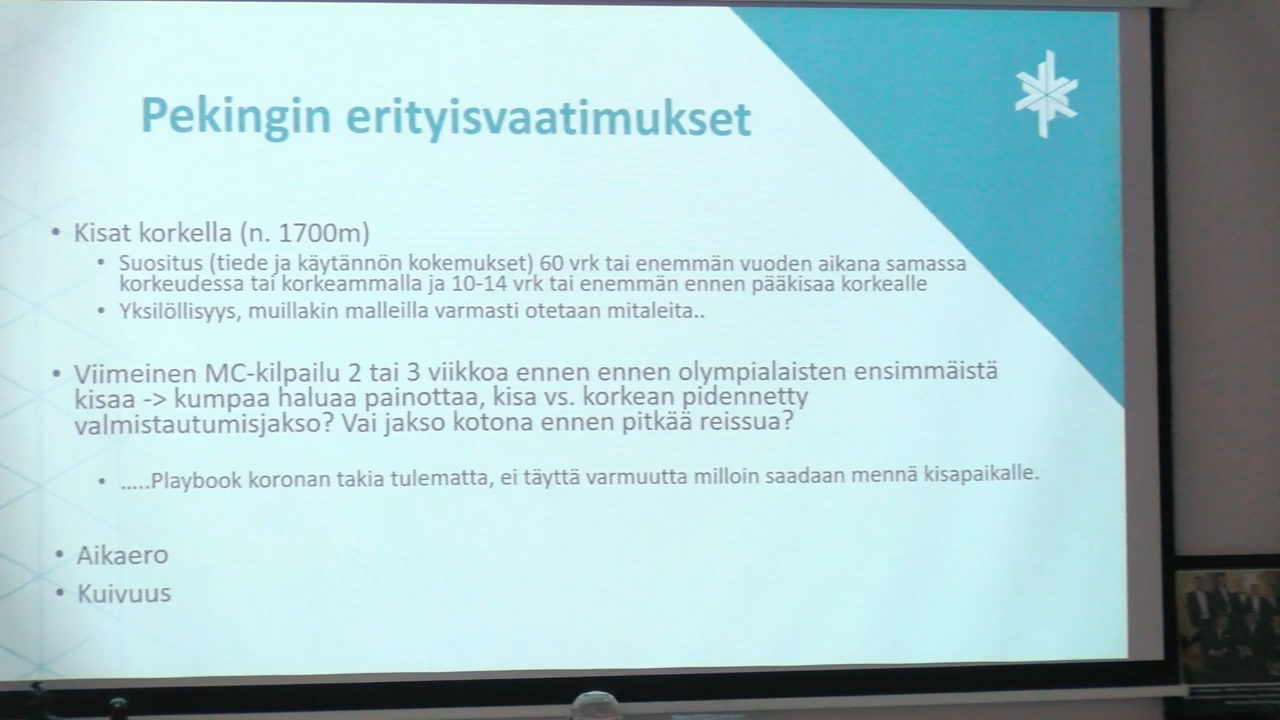 Pekingin erityisvaatimukset
• Kisat korkella (n. 1700m)
• Suositus (tiede ja käytännön kokemukset) 60 vrk tai enemmän vuoden aikana samassa
korkeudessa tai korkeammalla ja 10-14 vrk tai enemmän ennen pääkisaa korkealle
• Yksilöllisyys, muillakin malleilla varmasti otetaan mitaleita..
• Viimeinen MC-kilpailu 2 tai 3 viikkoa ennen ennen olympialaisten ensimmäistä
kisaa -> kumpaa haluaa painottaa, kisa vs. korkean pidennetty
valmistautumisjakso? Vai jakso kotona ennen pitkää reissua?
• .....Playbook koronan takia tulematta, ei täyttä varmuutta milloin saadaan mennä kisapaikalle.
• Aikaero
• Kuivuus